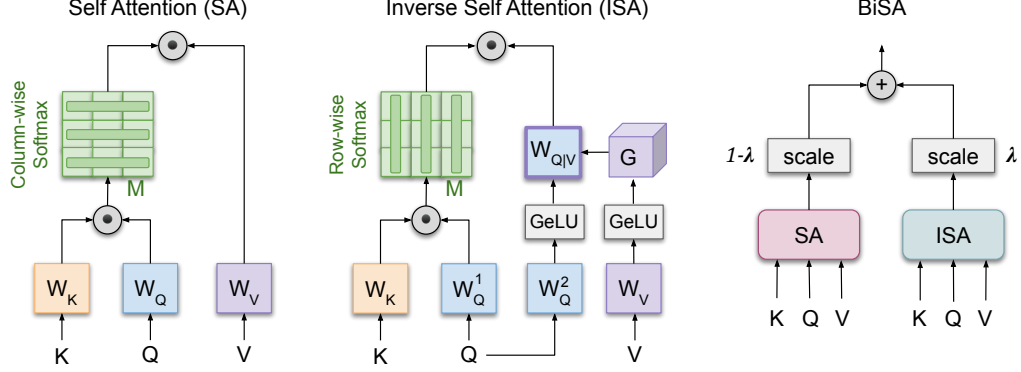 Self Attention (SA)
Column-wise
Softmax
M
W_K
W_Q
W_V
K
Q
V
Inverse Self Attention (ISA)
Row-wise
Softmax
M
W_Q|V
G
GeLU
GeLU
W_K
W_Q^1
W_Q^2
W_V
K
Q
V
BiSA
+
1-λ
scale
scale
λ
SA
ISA
K Q V
K Q V